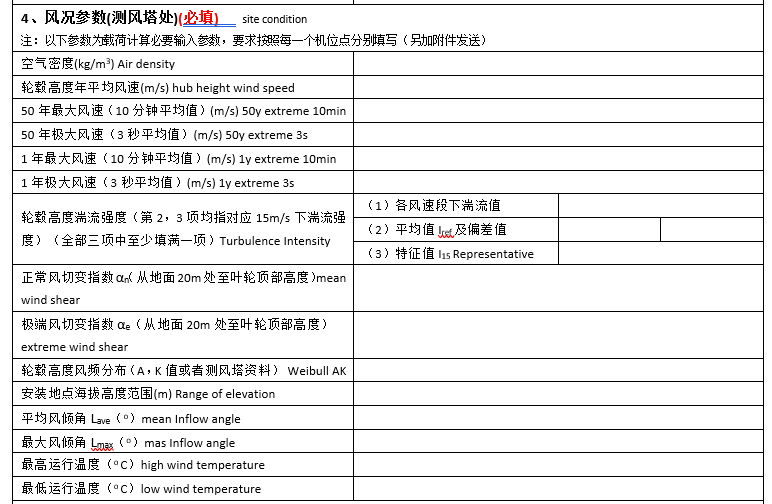 4、风况参数(测风塔处)(必填) site condition
注：以下参数为载荷计算必要输入参数，要求按照每一个机位点分别填写（另加附件发送）
空气密度(kg/m³) Air density
轮毂高度年平均风速(m/s) hub height wind speed
50 年最大风速（10 分钟平均值）(m/s) 50y extreme 10min
50 年极大风速（3 秒平均值）(m/s) 50y extreme 3s
1 年最大风速（10 分钟平均值）(m/s) 1y extreme 10min
1 年极大风速（3 秒平均值）(m/s) 1y extreme 3s
轮毂高度湍流强度（第 2，3 项均指对应 15m/s 下湍流强
度）（全部三项中至少填满一项）Turbulence Intensity
（1）各风速段下湍流值
（2）平均值 Iref 及偏差值
（3）特征值 I15 Representative
正常风切变指数 αn（从地面 20m 处至叶轮顶部高度）mean
wind shear
极端风切变指数 αe（从地面 20m 处至叶轮顶部高度）
extreme wind shear
轮毂高度风频分布（A，K 值或者测风塔资料） Weibull AK
安装地点海拔高度范围(m) Range of elevation
平均风倾角 Lave（°）mean Inflow angle
最大风倾角 Lmax（°）mas Inflow angle
最高运行温度（°C）high wind temperature
最低运行温度（°C）low wind temperature